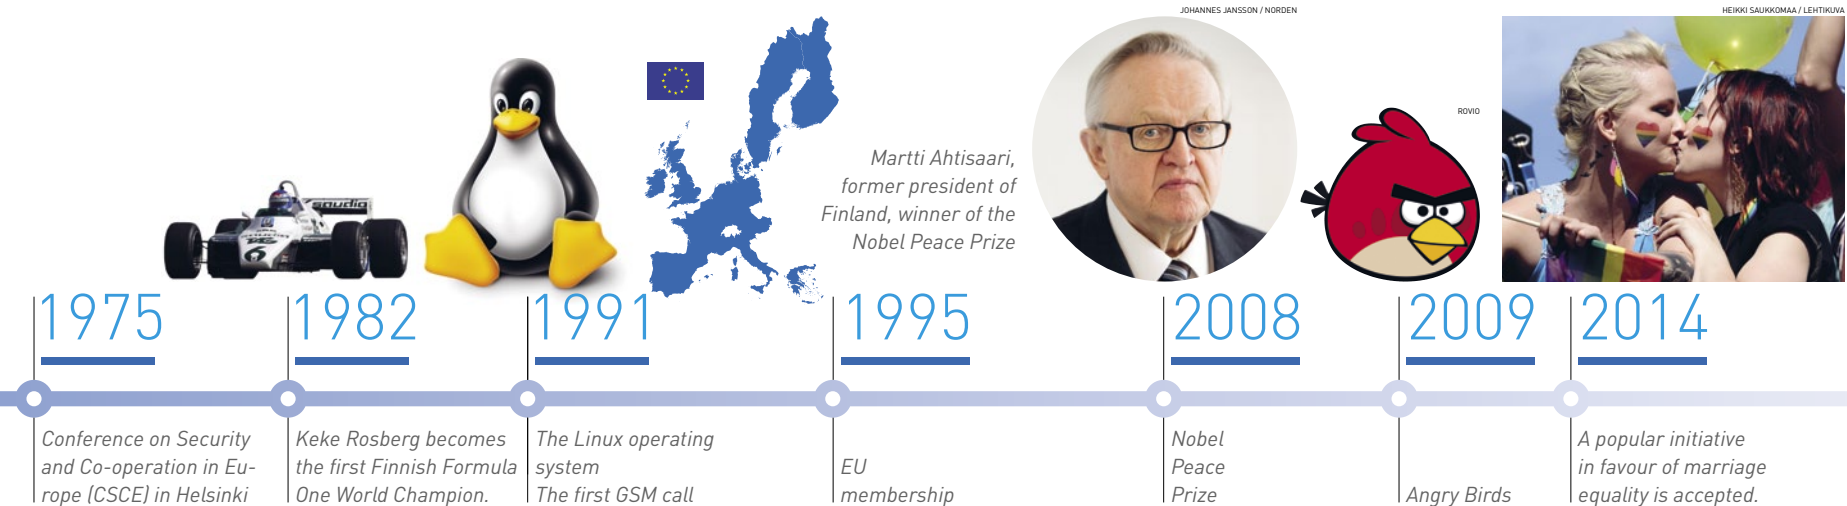 JOHANNES JANSSON / NORDEN
HEIKKI SAUKKOMAA / LEHTIKUVA
ROVIO
saudia
6
Martti Ahtisaari,
former president of
Finland, winner of the
Nobel Peace Prize
1975
1982
1991
1995
2008
2009
2014
Conference on Security
and Co-operation in Eu-
rope (CSCE) in Helsinki
Keke Rosberg becomes
the first Finnish Formula
One World Champion.
The Linux operating
system
The first GSM call
EU
membership
Nobel
Peace
Prize
Angry Birds
A popular initiative
in favour of marriage
equality is accepted.